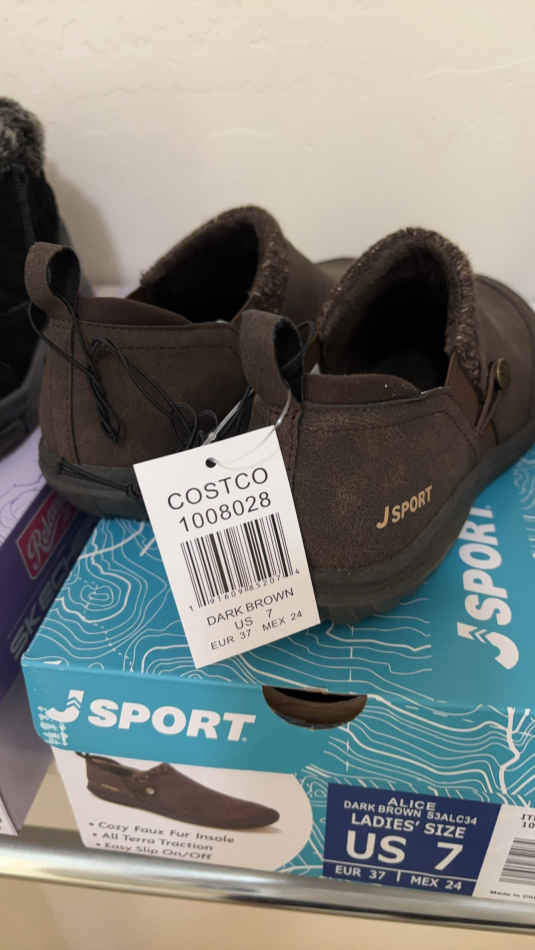 COSTCO
1008028
DARK BROWN
US 7
EUR 37 MEX 24
J SPORT
J SPORT
J SPORT
• Cozy Faux Fur Insole
• All Terra Traction
• Easy Slip On/Off
ALICE
DARK BROWN 53ALC34
LADIES' SIZE
US 7
EUR 37 | MEX 24